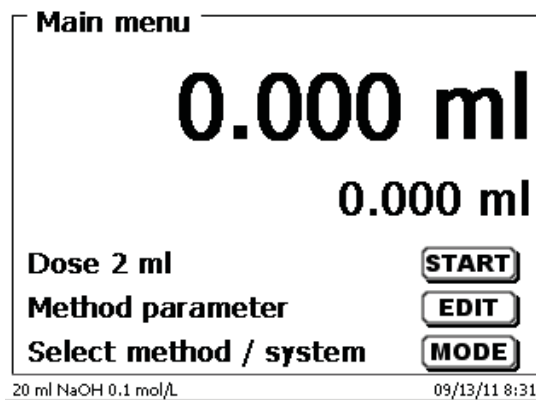 Main menu
0.000 ml
0.000 ml
Dose 2 ml START
Method parameter EDIT
Select method / system MODE
20 ml NaOH 0.1 mol/L 09/13/11 8:31